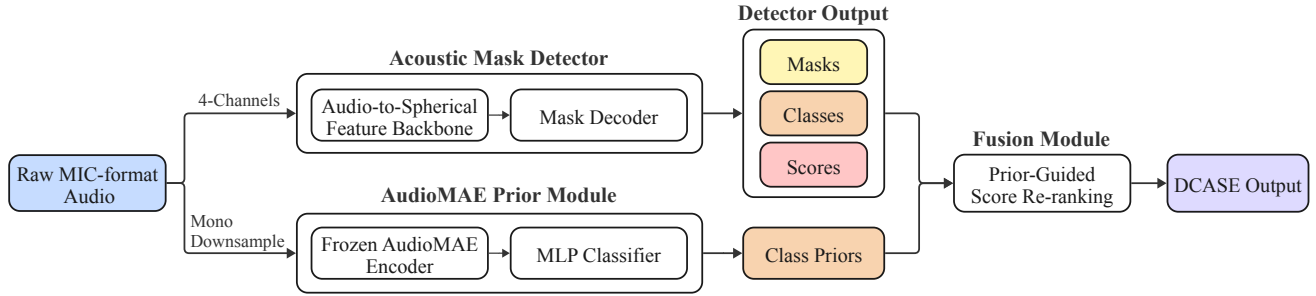 Detector Output
Masks
Classes
Scores
Acoustic Mask Detector
4-Channels
Audio-to-Spherical
Feature Backbone
Mask Decoder
Raw MIC-format
Audio
Fusion Module
Prior-Guided
Score Re-ranking
DCASE Output
AudioMAE Prior Module
Mono
Downsample
Frozen AudioMAE
Encoder
MLP Classifier
Class Priors